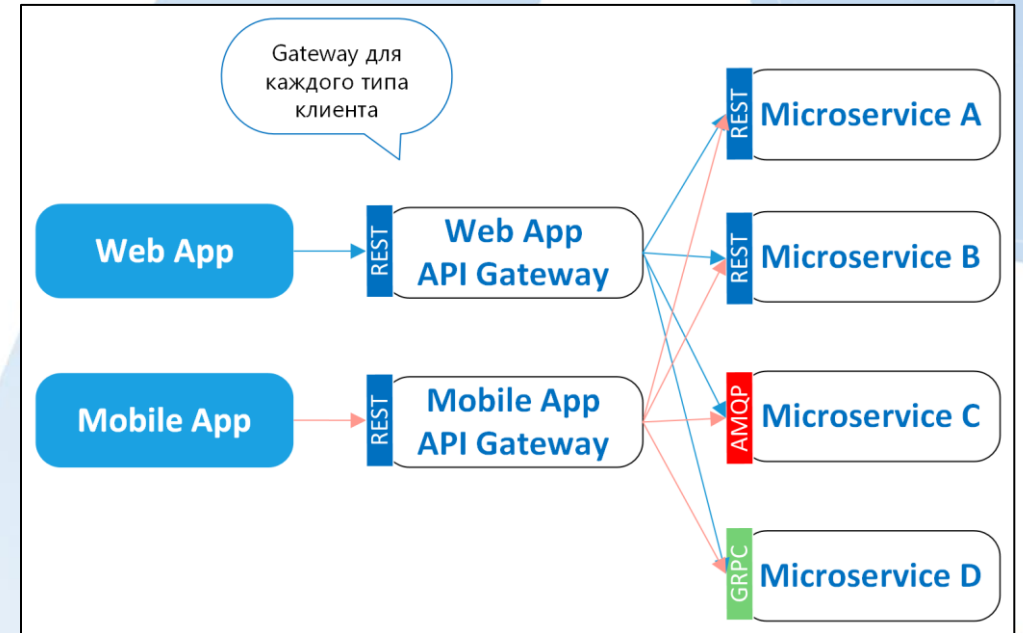 Gateway для
каждого типа
клиента
Web App
REST
Web App
API Gateway
Mobile App
REST
Mobile App
API Gateway
REST
Microservice A
REST
Microservice B
AMQP
Microservice C
GRPC
Microservice D